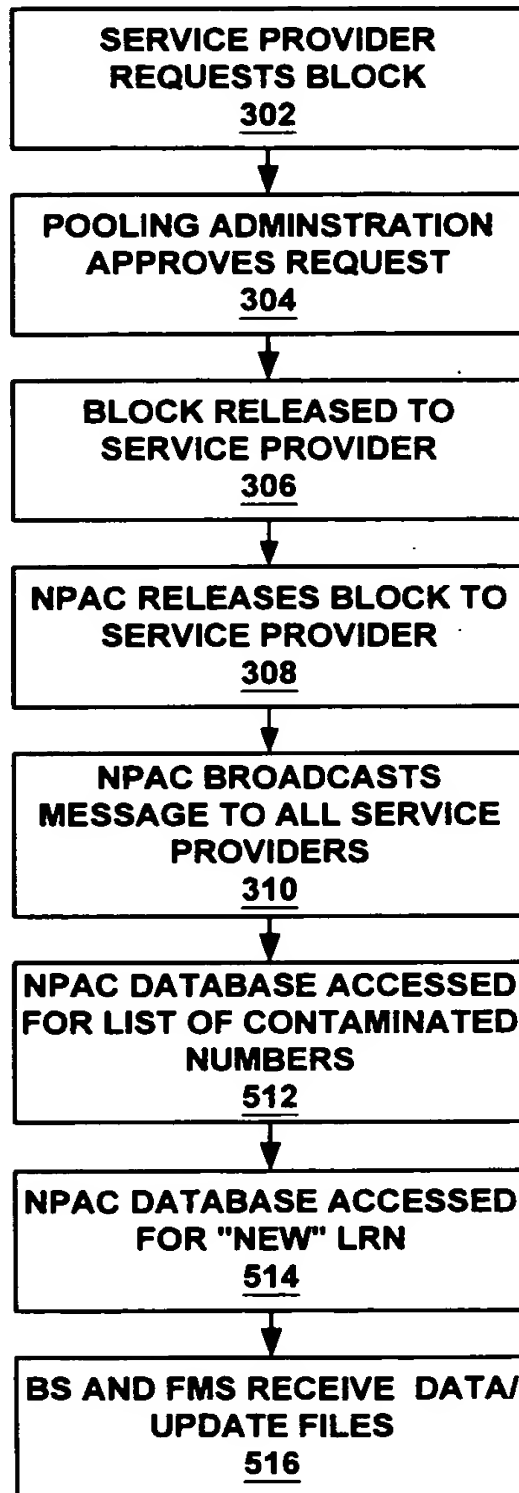 SERVICE PROVIDER
REQUESTS BLOCK
302
POOLING ADMINSTRATION
APPROVES REQUEST
304
BLOCK RELEASED TO
SERVICE PROVIDER
306
NPAC RELEASES BLOCK TO
SERVICE PROVIDER
308
NPAC BROADCASTS
MESSAGE TO ALL SERVICE
PROVIDERS
310
NPAC DATABASE ACCESSED
FOR LIST OF CONTAMINATED
NUMBERS
512
NPAC DATABASE ACCESSED
FOR "NEW" LRN
514
BS AND FMS RECEIVE DATA/
UPDATE FILES
516